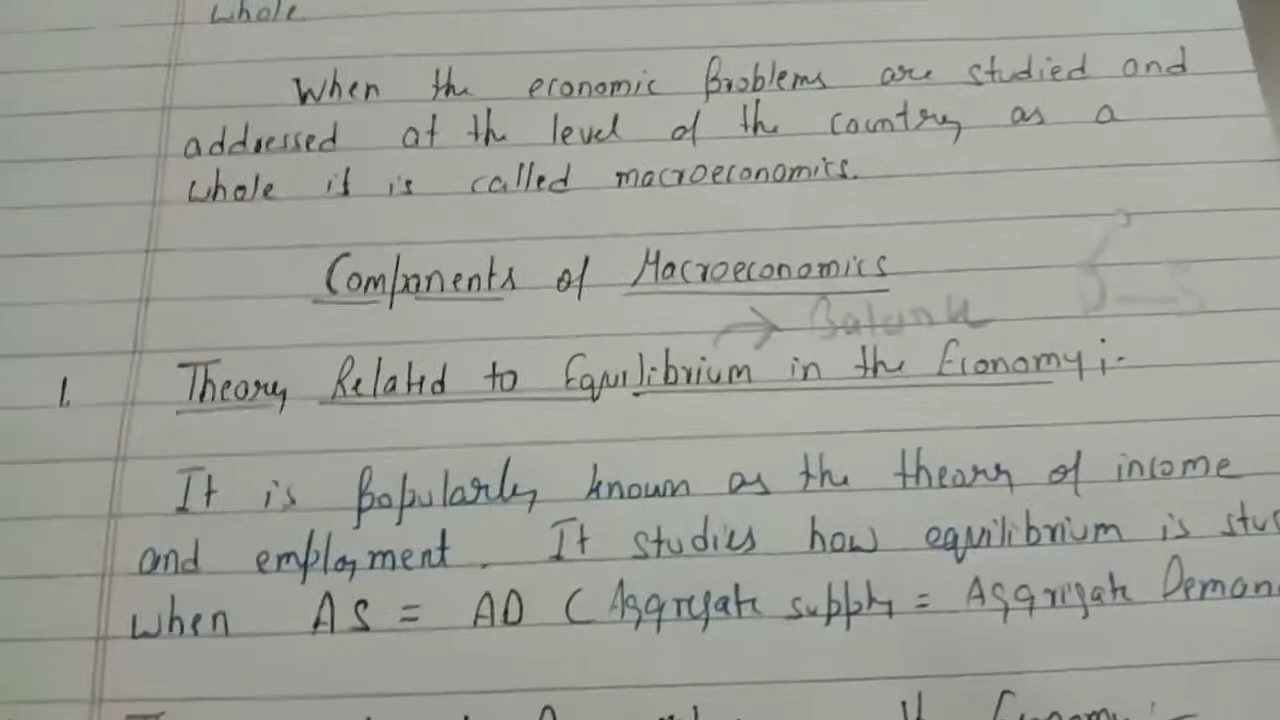 whole
When the economic problems are studied and
addressed at the level of the country as a
whole it is called macroeconomics.
Components of Macroeconomics
→ Balance
1. Theory Related to Equilibrium in the Economy :-
It is popularly known as the theory of income
and employment. It studies how equilibrium is
when AS = AD (Aggregate supply = Aggregate Deman